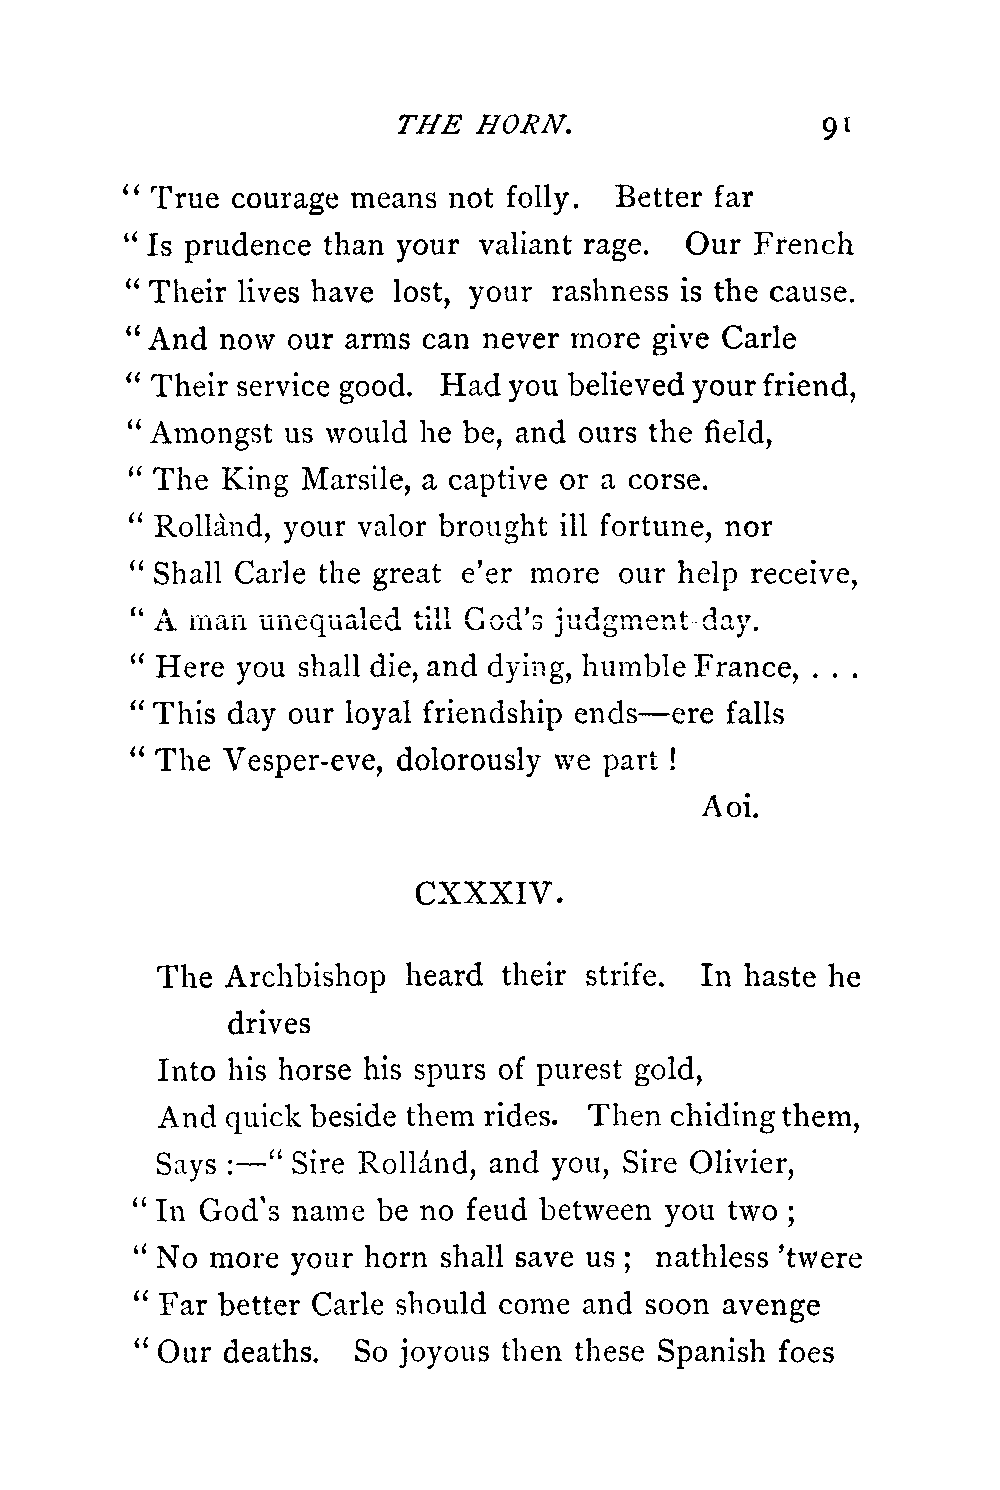 THE HORN. 91
“ True courage means not folly. Better far
“ Is prudence than your valiant rage. Our French
“ Their lives have lost, your rashness is the cause.
“ And now our arms can never more give Carle
“ Their service good. Had you believed your friend,
“ Amongst us would he be, and ours the field,
“ The King Marsile, a captive or a corse.
“ Rollànd, your valor brought ill fortune, nor
“ Shall Carle the great e’er more our help receive,
“ A man unequaled till God’s judgment-day.
“ Here you shall die, and dying, humble France, . . .
“ This day our loyal friendship ends—ere falls
“ The Vesper-eve, dolorously we part !
Aoi.
CXXXIV.
The Archbishop heard their strife. In haste he
drives
Into his horse his spurs of purest gold,
And quick beside them rides. Then chiding them,
Says :—“ Sire Rollánd, and you, Sire Olivier,
“ In God’s name be no feud between you two ;
“ No more your horn shall save us ; nathless ’twere
“ Far better Carle should come and soon avenge
“ Our deaths. So joyous then these Spanish foes